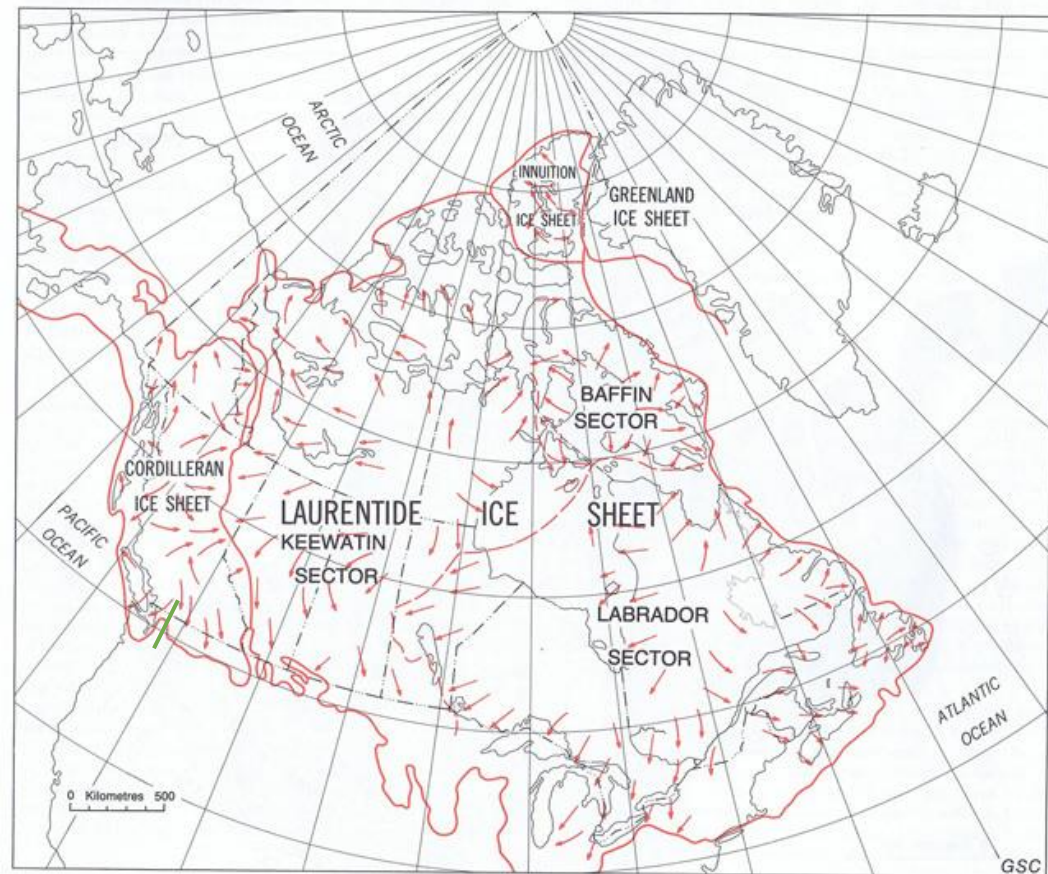 ARCTIC
OCEAN
INNUITION
ICE SHEET
GREENLAND
ICE SHEET
BAFFIN
SECTOR
CORDILLERAN
ICE SHEET
PACIFIC
OCEAN
LAURENTIDE ICE SHEET
KEEWATIN
SECTOR
LABRADOR
SECTOR
ATLANTIC
OCEAN
0 Kilometres 500
GSC